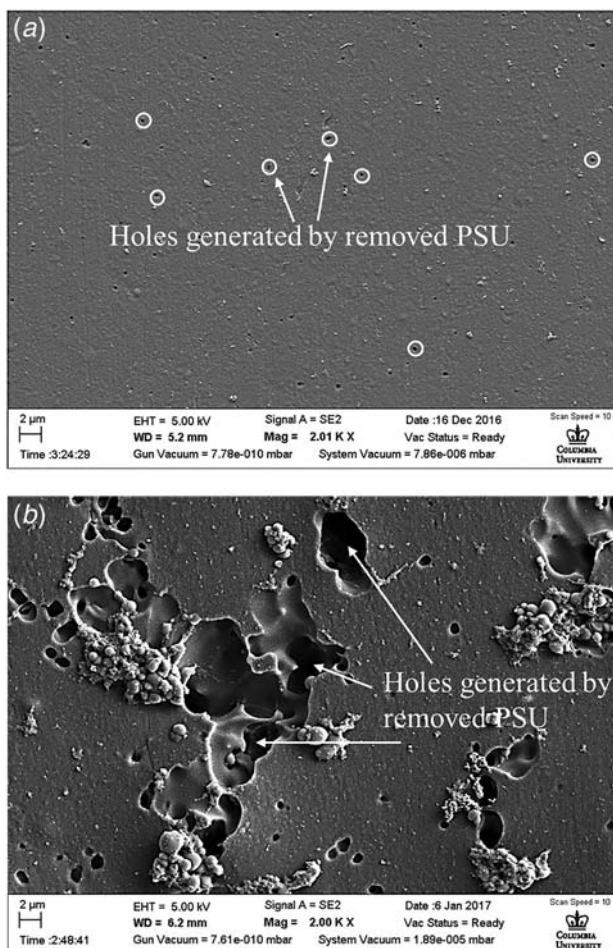 (a)
Holes generated by removed PSU
2 µm EHT = 5.00 kV Signal A = SE2 Date :16 Dec 2016 Scan Speed = 10
WD = 5.2 mm Mag = 2.01 K X Vac Status = Ready
Time :3:24:29 Gun Vacuum = 7.78e-010 mbar System Vacuum = 7.86e-006 mbar
COLUMBIA
UNIVERSITY
(b)
Holes generated by
removed PSU
2 µm EHT = 5.00 kV Signal A = SE2 Date :6 Jan 2017 Scan Speed = 10
WD = 6.2 mm Mag = 2.00 K X Vac Status = Ready
Time :2:48:41 Gun Vacuum = 7.61e-010 mbar System Vacuum = 1.89e-005 mbar
COLUMBIA
UNIVERSITY